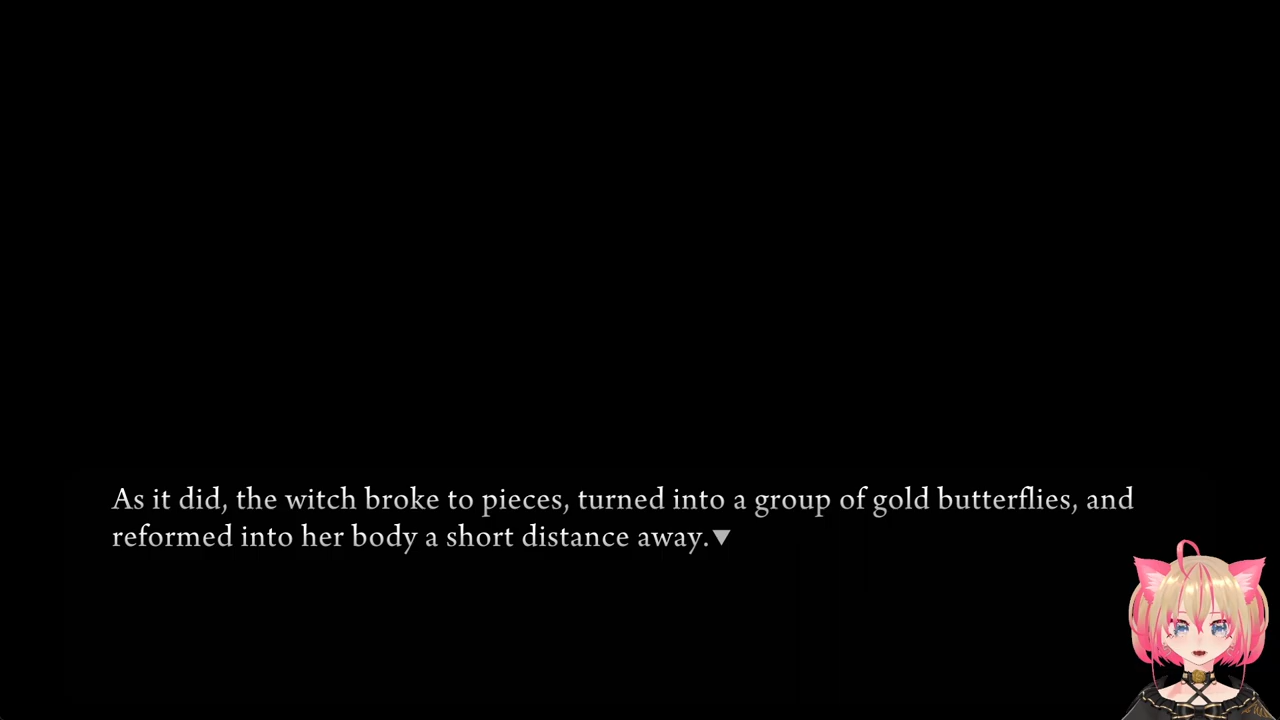 As it did, the witch broke to pieces, turned into a group of gold butterflies, and
reformed into her body a short distance away.▼